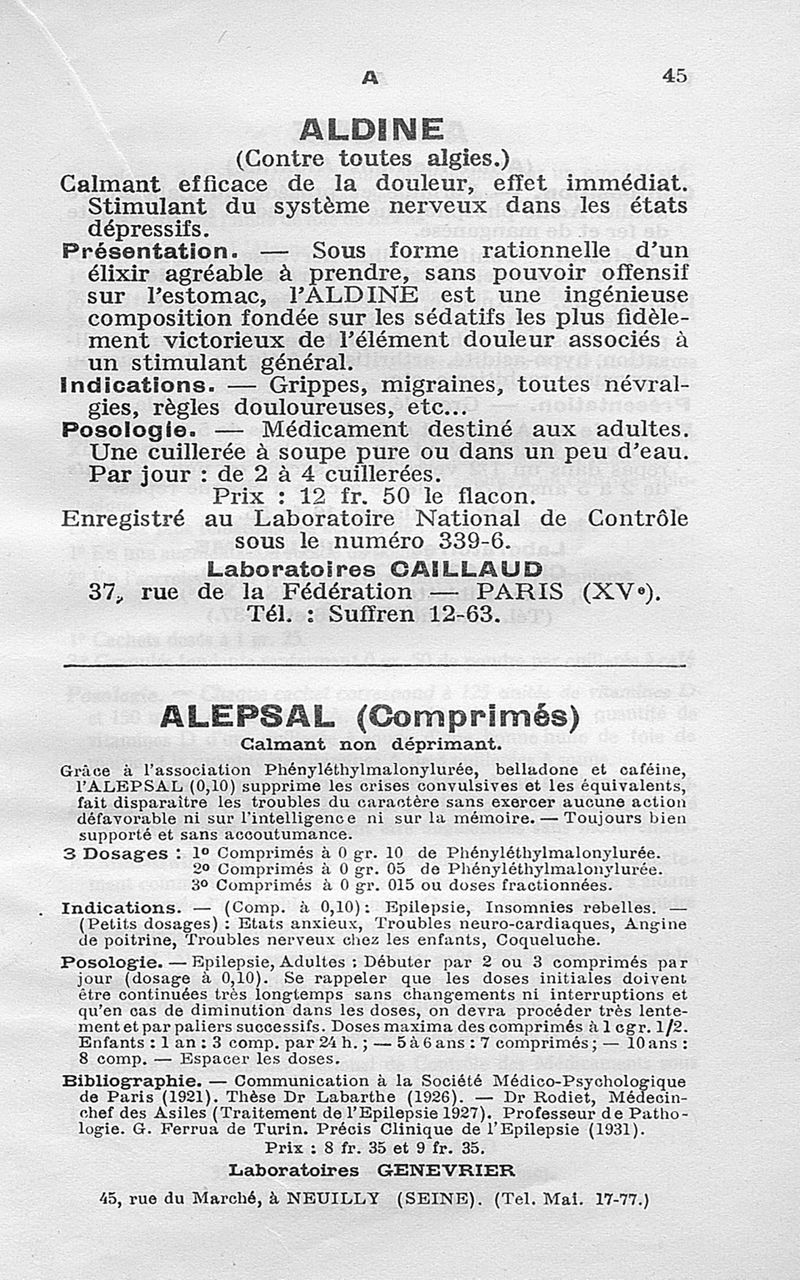 A 45
ALDINE
(Contre toutes algies.)
Calmant efficace de la douleur, effet immédiat.
Stimulant du système nerveux dans les états
dépressifs.
Présentation. — Sous forme rationnelle d'un
élixir agréable à prendre, sans pouvoir offensif
sur l'estomac, l'ALDINE est une ingénieuse
composition fondée sur les sédatifs les plus fidèle-
ment victorieux de l'élément douleur associés à
un stimulant général.
Indications. — Grippes, migraines, toutes névral-
gies, règles douloureuses, etc...
Posologie. — Médicament destiné aux adultes.
Une cuillerée à soupe pure ou dans un peu d'eau.
Par jour : de 2 à 4 cuillerées.
Prix : 12 fr. 50 le flacon.
Enregistré au Laboratoire National de Contrôle
sous le numéro 339-6.
Laboratoires CAILLAUD
37, rue de la Fédération — PARIS (XVe).
Tél. : Suffren 12-63.
ALEPSAL (Comprimés)
Calmant non déprimant.
Grâce à l'association Phényléthylmalonylurée, belladone et caféine,
l'ALEPSAL (0,10) supprime les crises convulsives et les équivalents,
fait disparaître les troubles du caractère sans exercer aucune action
défavorable ni sur l'intelligence ni sur la mémoire. — Toujours bien
supporté et sans accoutumance.
3 Dosages : 1o Comprimés à 0 gr. 10 de Phényléthylmalonylurée.
2o Comprimés à 0 gr. 05 de Phényléthylmalonylurée.
3o Comprimés à 0 gr. 015 ou doses fractionnées.
Indications. — (Comp. à 0,10) : Epilepsie, Insomnies rebelles. —
(Petits dosages) : Etats anxieux, Troubles neuro-cardiaques, Angine
de poitrine, Troubles nerveux chez les enfants, Coqueluche.
Posologie. — Epilepsie, Adultes : Débuter par 2 ou 3 comprimés par
jour (dosage à 0,10). Se rappeler que les doses initiales doivent
être continuées très longtemps sans changements ni interruptions et
qu'en cas de diminution dans les doses, on devra procéder très lente-
ment et par paliers successifs. Doses maxima des comprimés à 1 cgr. 1/2.
Enfants : 1 an : 3 comp. par 24 h. ; — 5 à 6 ans : 7 comprimés ; — 10 ans :
8 comp. — Espacer les doses.
Bibliographie. — Communication à la Société Médico-Psychologique
de Paris (1921). Thèse Dr Labarthe (1926). — Dr Rodiet, Médecin-
chef des Asiles (Traitement de l'Epilepsie 1927). Professeur de Patho-
logie. G. Ferrua de Turin. Précis Clinique de l'Epilepsie (1931).
Prix : 8 fr. 35 et 9 fr. 35.
Laboratoires GENEVRIER
45, rue du Marché, à NEUILLY (SEINE). (Tel. Mai. 17-77.)